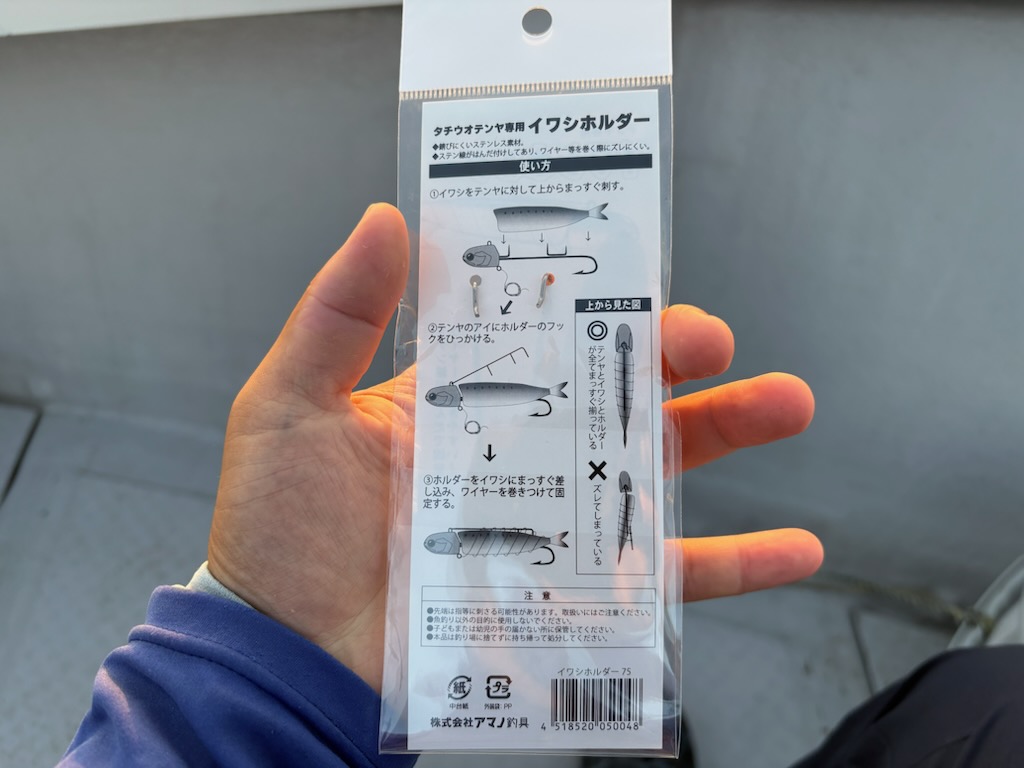 タチウオテンヤ専用 イワシホルダー
◆錆びにくいステンレス素材。
◆ステン線がはんだ付けしてあり、ワイヤー等を巻く際にズレにくい。
使い方
①イワシをテンヤに対して上からまっすぐ刺す。
②テンヤのアイにホルダーのフッ
クをひっかける。
③ホルダーをイワシにまっすぐ差
し込み、ワイヤーを巻きつけて固
定する。
上から見た図
◎
テンヤとイワシとホルダー
が全てまっすぐ揃っている
×
ズレてしまっている
注 意
●先端は指等に刺さる可能性があります。取扱いにはご注意ください。
●魚釣り以外の目的に使用しないでください。
●子どもまたは幼児の手の届かない所に保管してください。
●本品は釣り場に捨てずに持ち帰って処分してください。
イワシホルダー 75
紙
中台紙
プラ
外装袋: PP
株式会社アマノ釣具
4 518520 050048